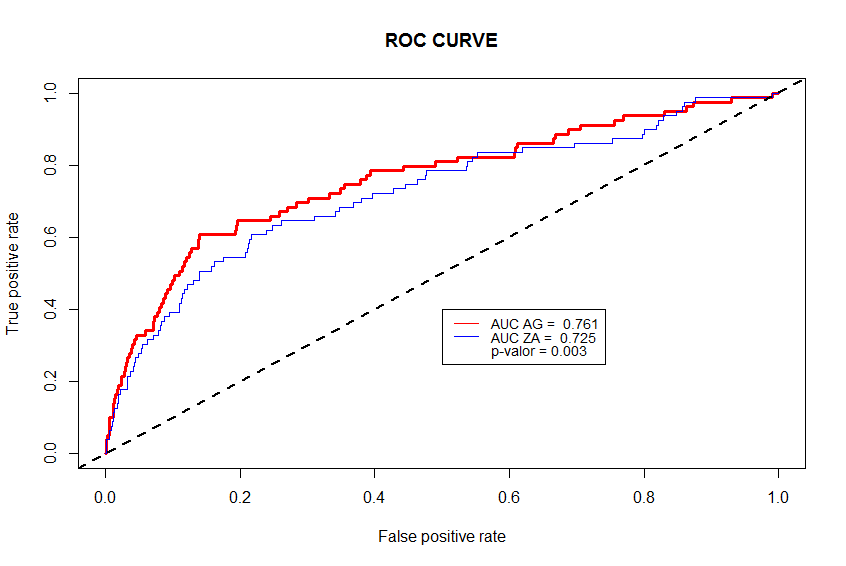 ROC CURVE
1.0
0.8
0.6
0.4
0.2
0.0
True positive rate
AUC AG = 0.761
AUC ZA = 0.725
p-valor = 0.003
0.0 0.2 0.4 0.6 0.8 1.0
False positive rate